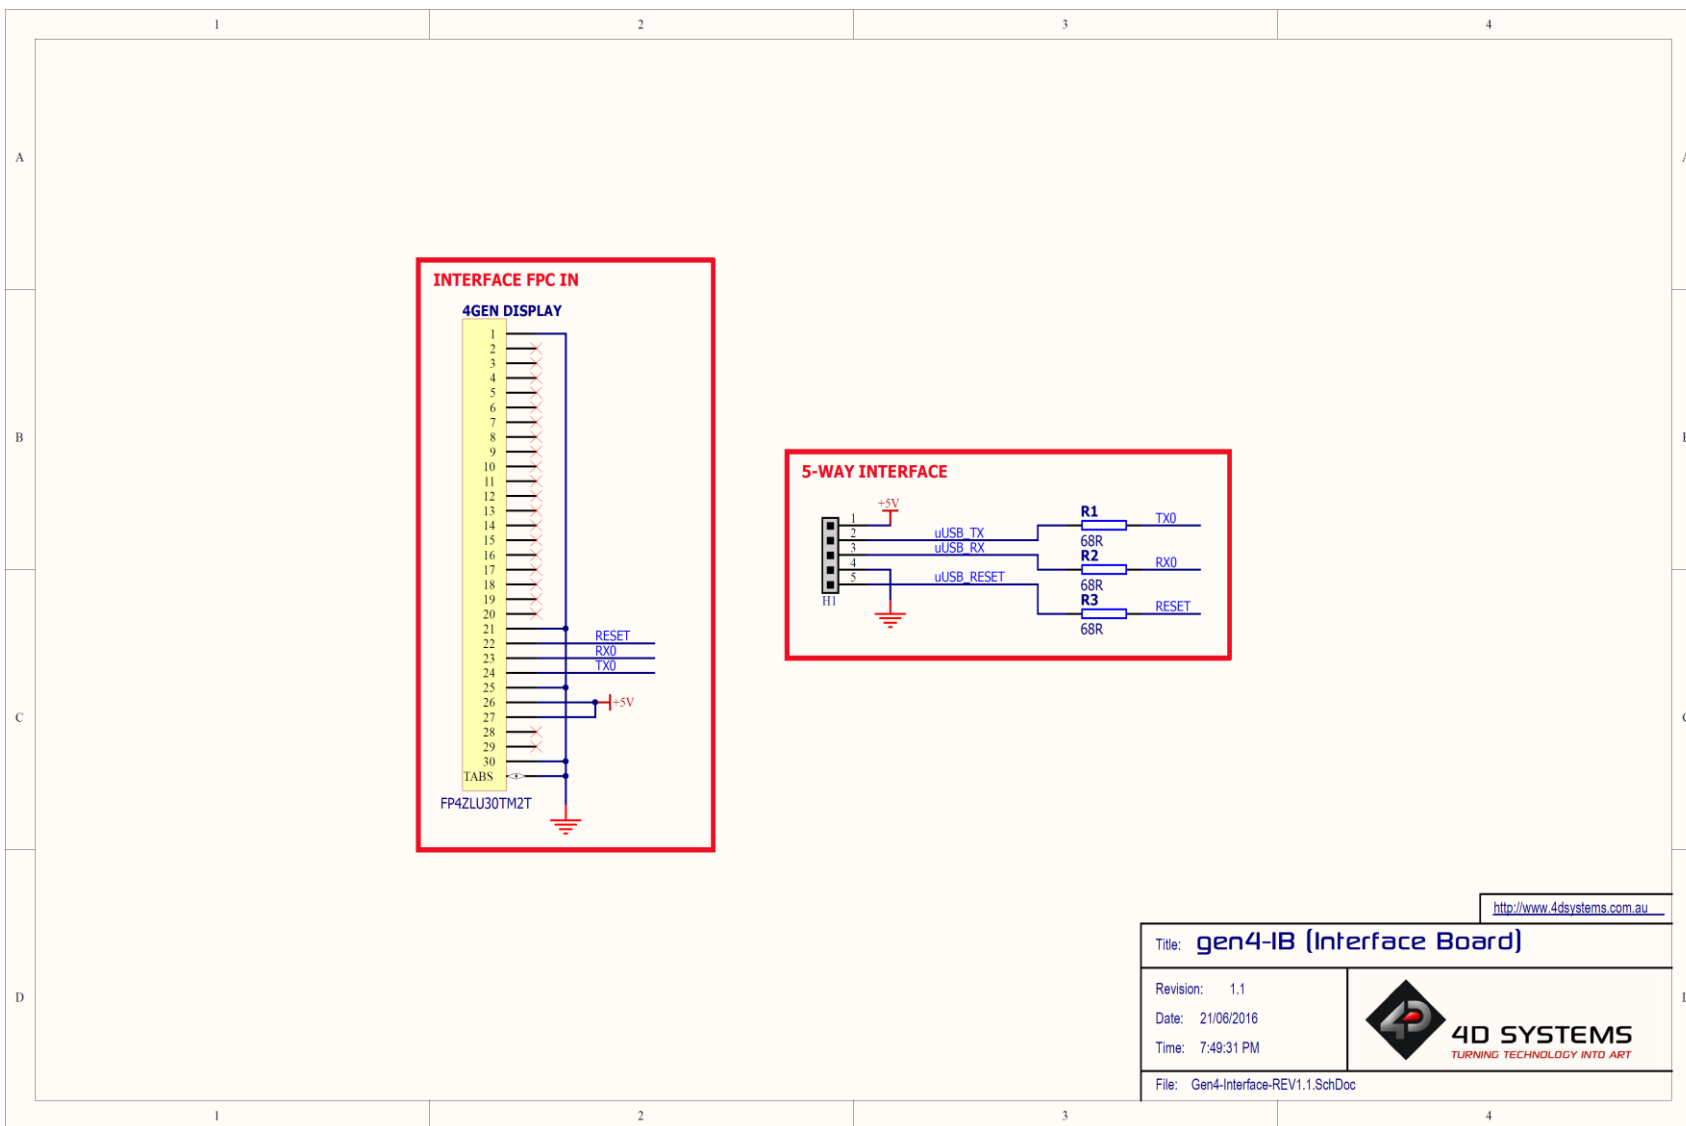 1 2 3 4
A A
INTERFACE FPC IN
4GEN DISPLAY
1
2
3
4
5
6
7
8
9
10
11
12
13
14
15
16
17
18
19
20
21
22 RESET
23 RX0
24 TX0
25
26 +5V
27
28
29
30
TABS
FP4ZLU30TM2T
B
5-WAY INTERFACE
+5V
1
2 uUSB_TX
3 uUSB_RX
4
5 uUSB_RESET
H1
R1 TX0
68R
R2 RX0
68R
R3 RESET
68R
C
D
http://www.4dsystems.com.au
Title: gen4-IB (Interface Board)
Revision: 1.1
Date: 21/06/2016
Time: 7:49:31 PM
4D SYSTEMS
TURNING TECHNOLOGY INTO ART
File: Gen4-Interface-REV1.1.SchDoc
1 2 3 4